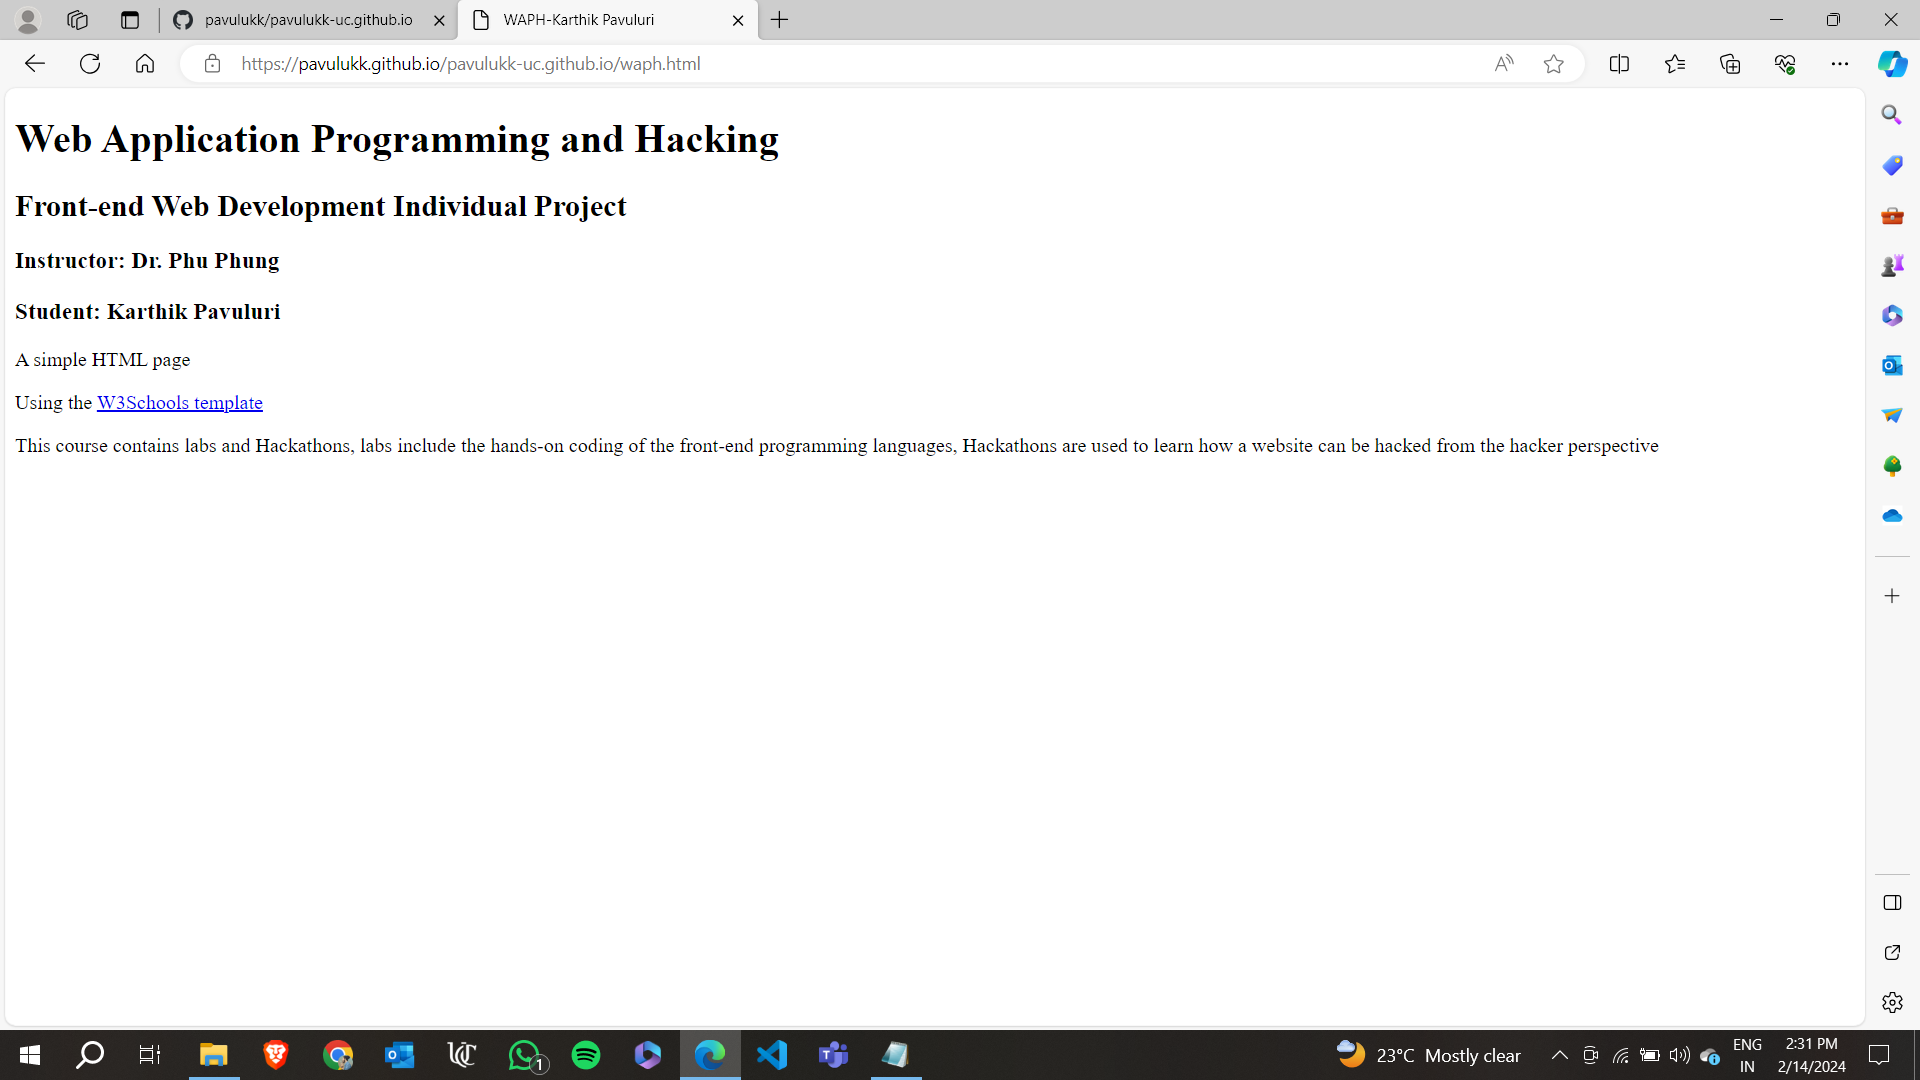 pavulukk/pavulukk-uc.github.io
WAPH-Karthik Pavuluri
https://pavulukk.github.io/pavulukk-uc.github.io/waph.html
Web Application Programming and Hacking
Front-end Web Development Individual Project
Instructor: Dr. Phu Phung
Student: Karthik Pavuluri
A simple HTML page
Using the W3Schools template
This course contains labs and Hackathons, labs include the hands-on coding of the front-end programming languages, Hackathons are used to learn how a website can be hacked from the hacker perspective
1
23°C Mostly clear
ENG
IN
2:31 PM
2/14/2024